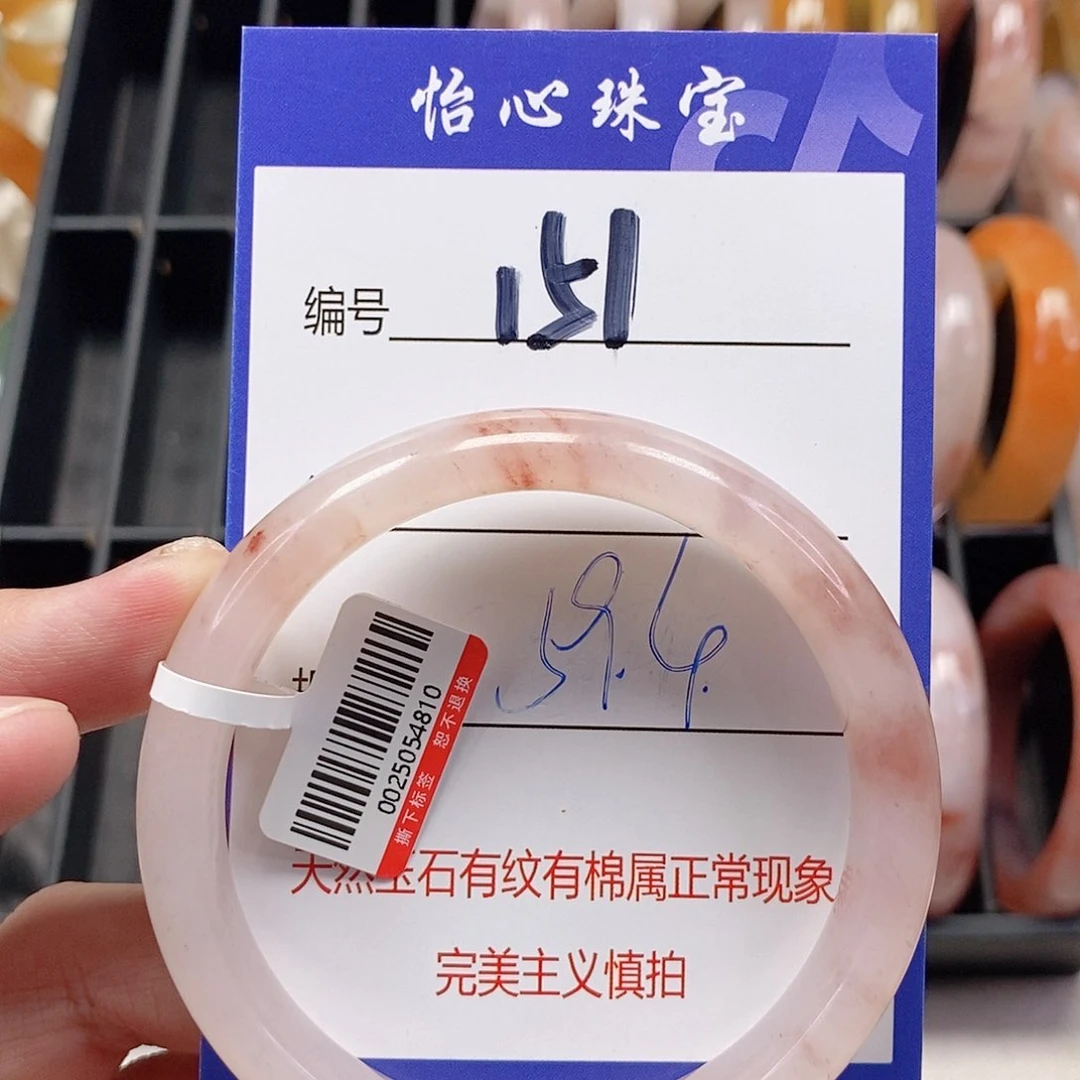 怡心珠宝
编号 151
59.4
0025054810
撕下标签 恕不退换
天然玉石有纹有棉属正常现象
完美主义慎拍